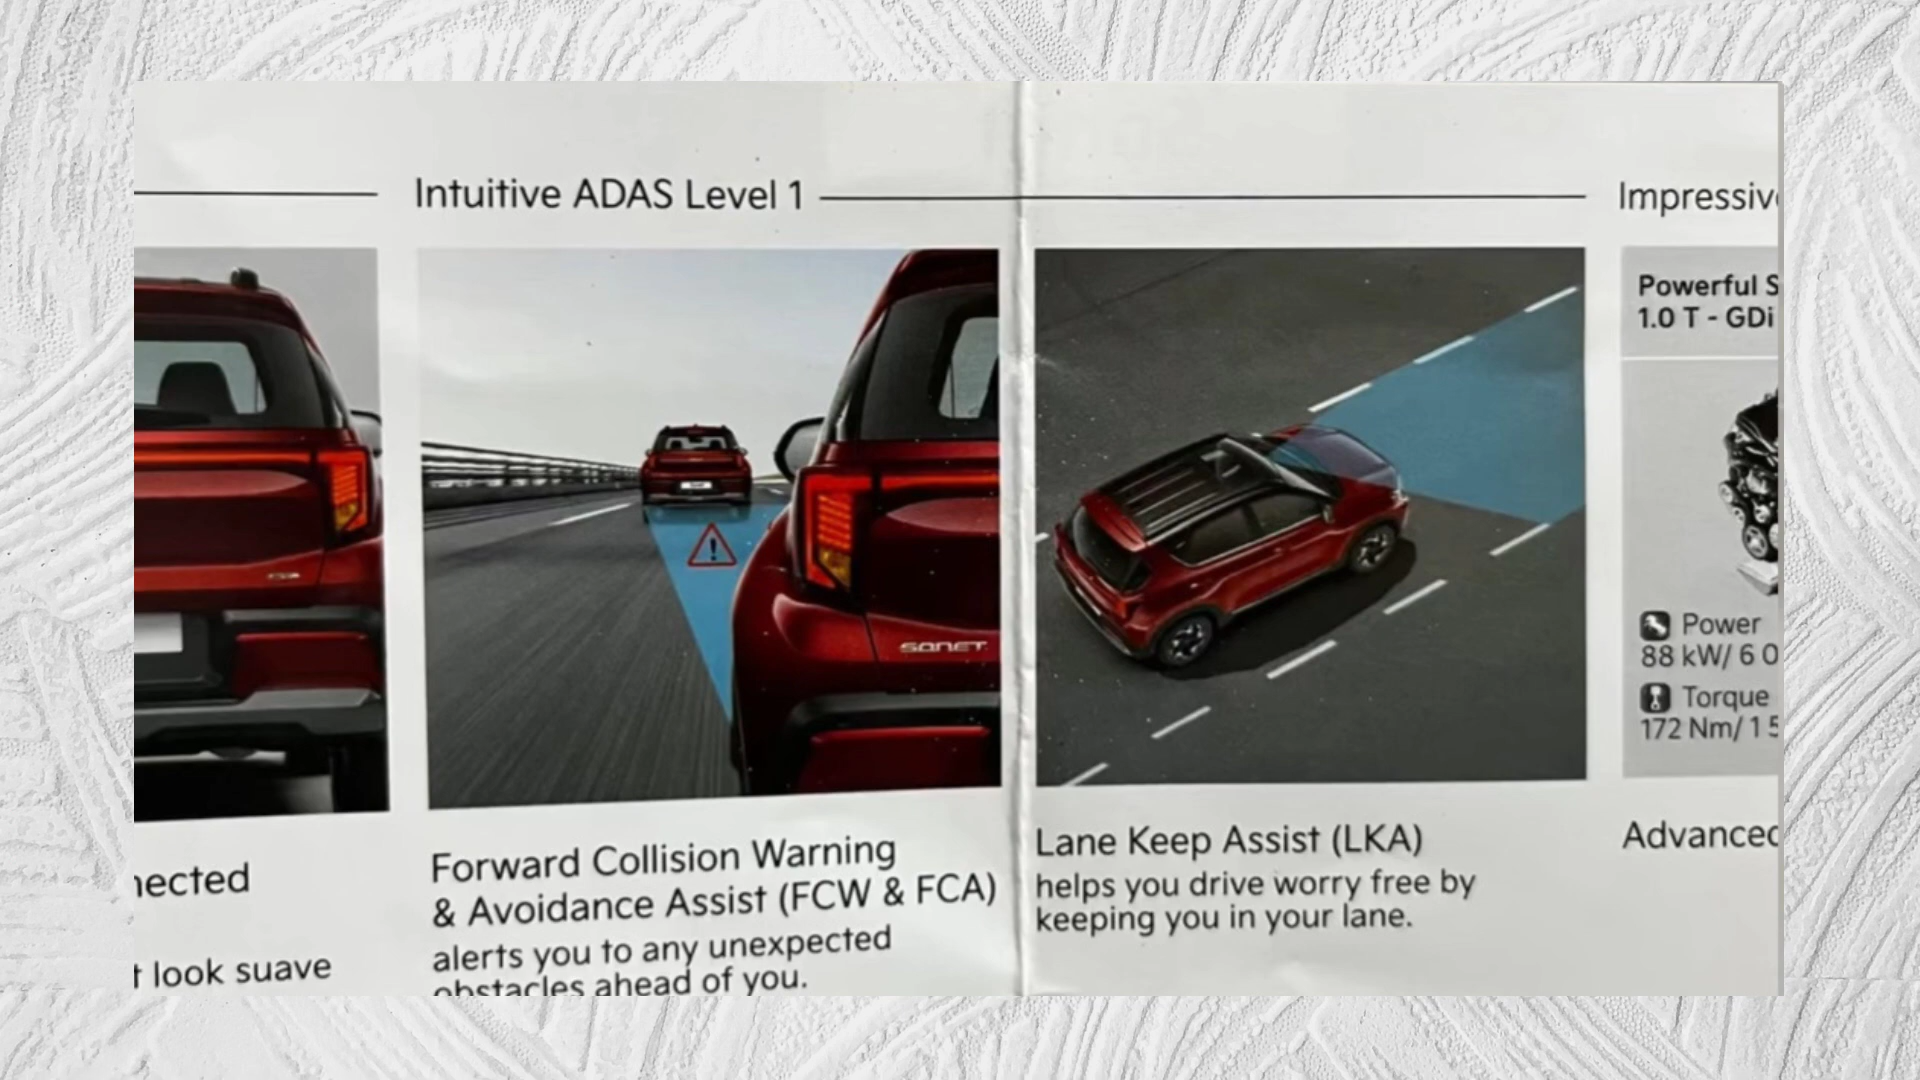 Intuitive ADAS Level 1
SONET
nected
t look suave
Forward Collision Warning
& Avoidance Assist (FCW & FCA)
alerts you to any unexpected
obstacles ahead of you.
Lane Keep Assist (LKA)
helps you drive worry free by
keeping you in your lane.
Impressiv
Powerful S
1.0 T - GDi
Power
88 kW/ 6 0
Torque
172 Nm/ 1 5
Advanced